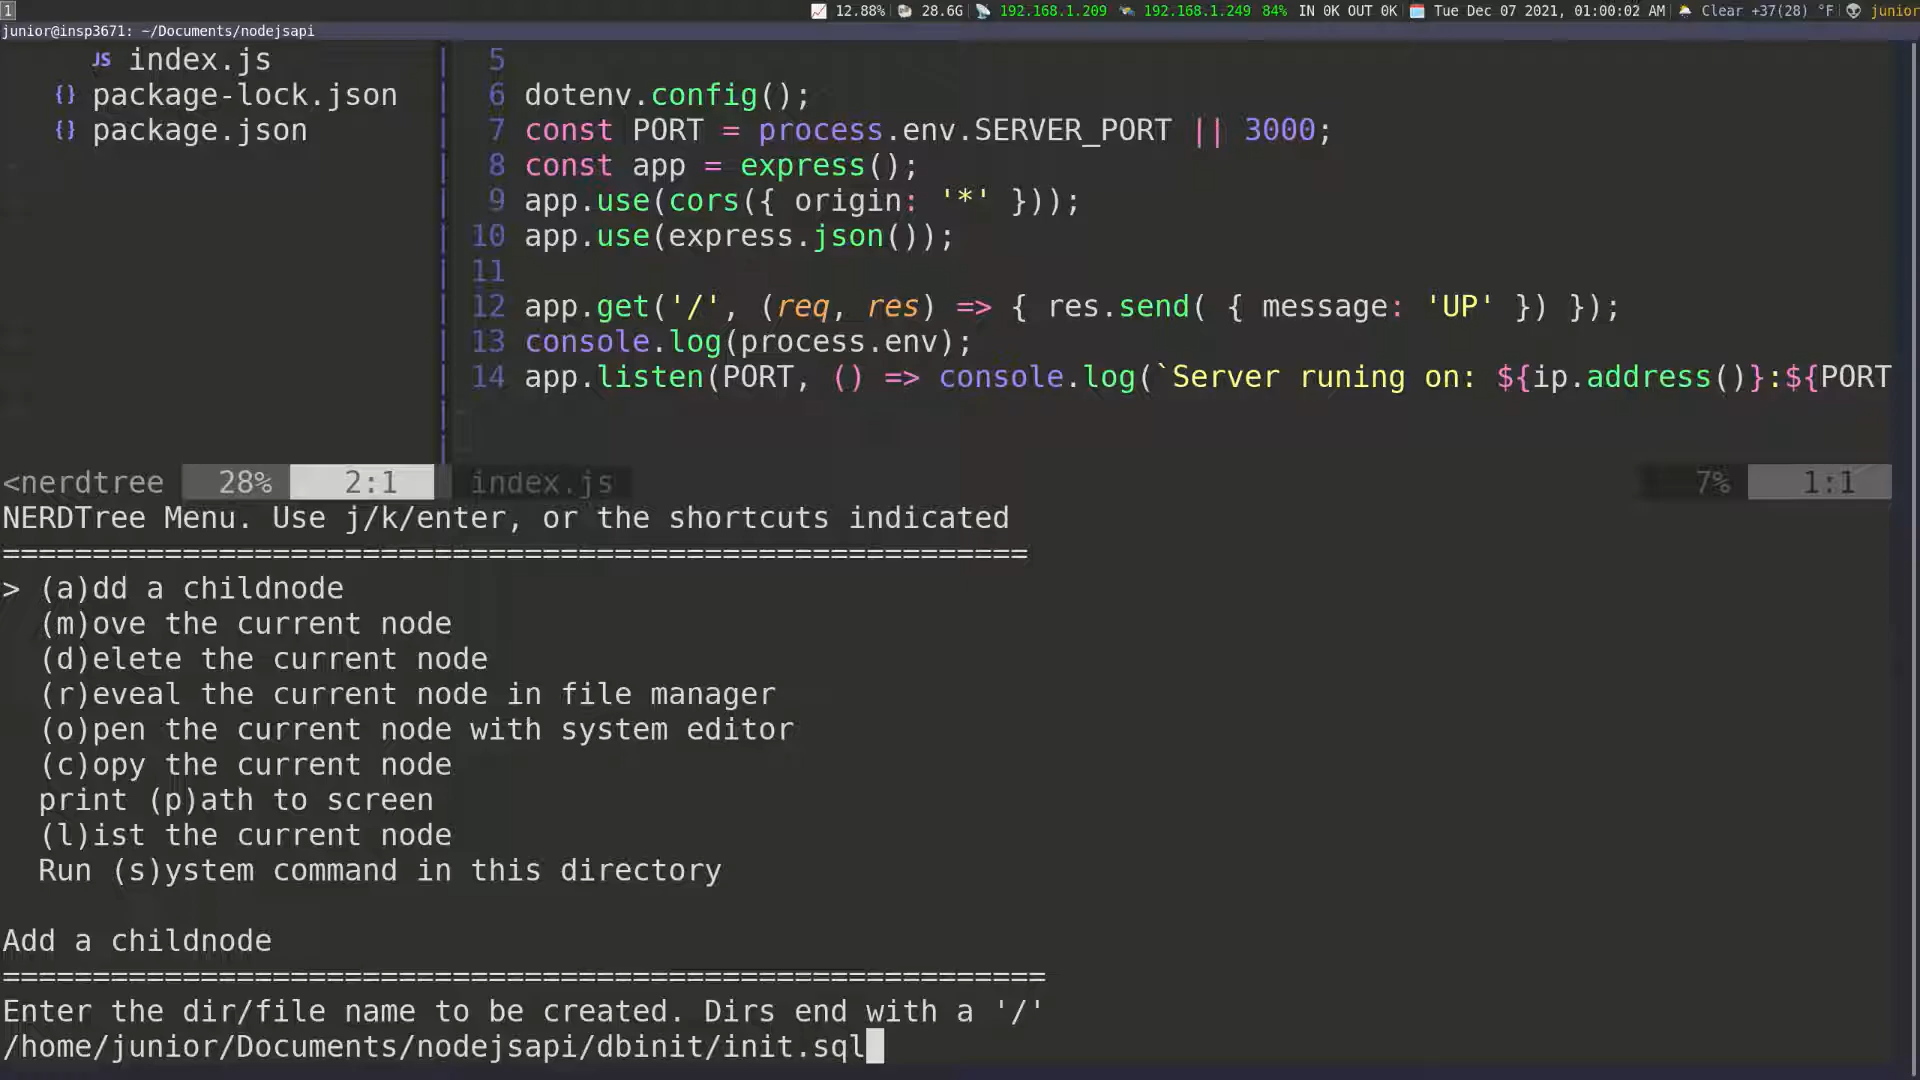 1 12.88% 28.6G 192.168.1.209 192.168.1.249 84% IN 0K OUT 0K Tue Dec 07 2021, 01:00:02 AM Clear +37(28) °F junior
junior@insp3671: ~/Documents/nodejsapi
JS index.js
{} package-lock.json
{} package.json
5
6 dotenv.config();
7 const PORT = process.env.SERVER_PORT || 3000;
8 const app = express();
9 app.use(cors({ origin: '*' }));
10 app.use(express.json());
11
12 app.get('/', (req, res) => { res.send( { message: 'UP' }) });
13 console.log(process.env);
14 app.listen(PORT, () => console.log(`Server runing on: ${ip.address()}:${PORT
<nerdtree 28% 2:1 index.js 7% 1:1
NERDTree Menu. Use j/k/enter, or the shortcuts indicated
=========================================================
> (a)dd a childnode
(m)ove the current node
(d)elete the current node
(r)eveal the current node in file manager
(o)pen the current node with system editor
(c)opy the current node
print (p)ath to screen
(l)ist the current node
Run (s)ystem command in this directory
Add a childnode
==========================================================
Enter the dir/file name to be created. Dirs end with a '/'
/home/junior/Documents/nodejsapi/dbinit/init.sql